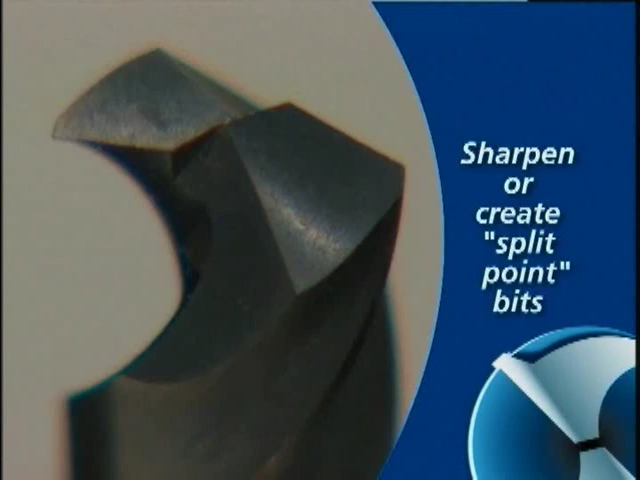 Sharpen
or
create
"split
point"
bits